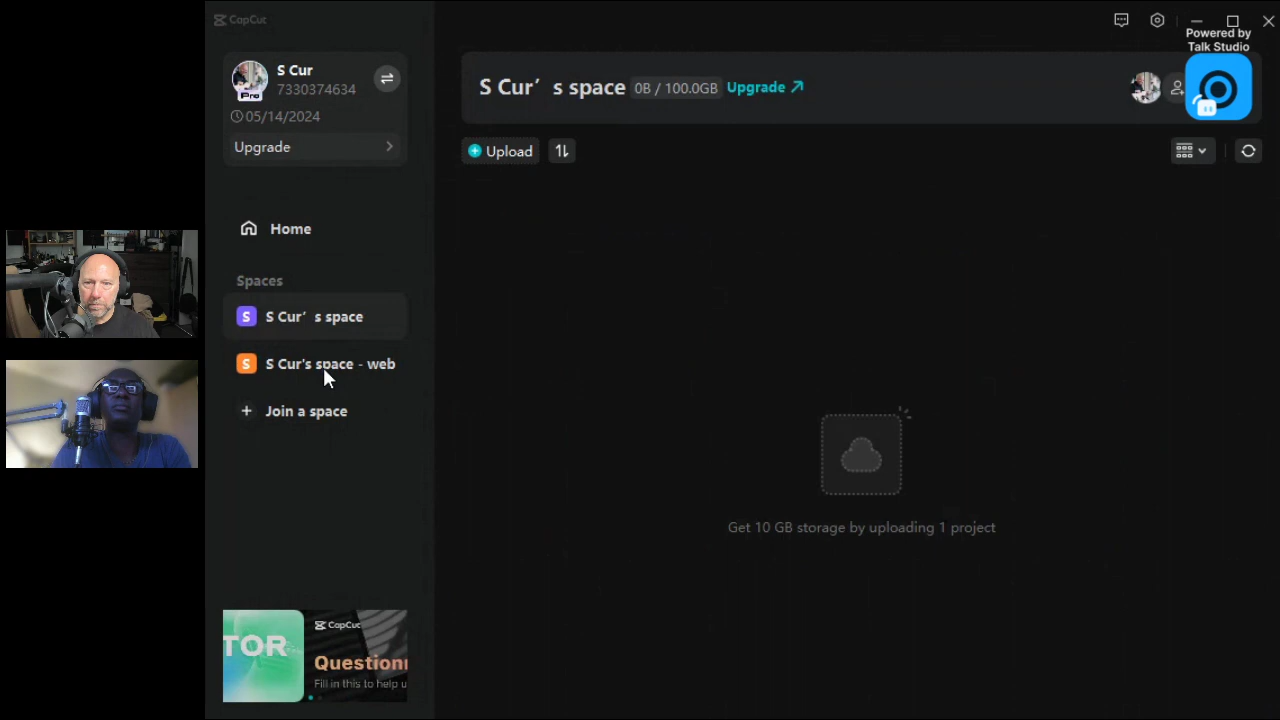 CapCut
Powered by
Talk Studio
S Cur
7330374634
Pro
05/14/2024
Upgrade
S Cur’s space 0B / 100.0GB Upgrade
Upload
Home
Spaces
S S Cur’s space
S S Cur's space - web
+ Join a space
Get 10 GB storage by uploading 1 project
TOR
CapCut
Question
Fill in this to help u